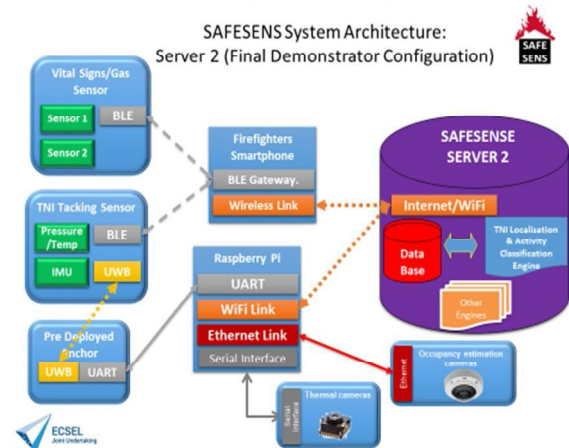 SAFESENS System Architecture:
Server 2 (Final Demonstrator Configuration)
SAFE
SENS
Vital Signs/Gas
Sensor
Sensor 1
BLE
Sensor 2
Firefighters
Smartphone
BLE Gateway.
Wireless Link
SAFESENSE
SERVER 2
Internet/WiFi
Data
Base
TNI Localisation
& Activity
Classification
Engine
Other
Engines
TNI Tacking Sensor
Pressure
/Temp
BLE
IMU
UWB
Raspberry Pi
UART
WiFi Link
Ethernet Link
Serial Interface
Pre Deployed
Anchor
UWB
UART
Ethernet
Occupancy estimation
cameras
Serial
Interface
Thermal cameras
ECSEL
Joint Undertaking